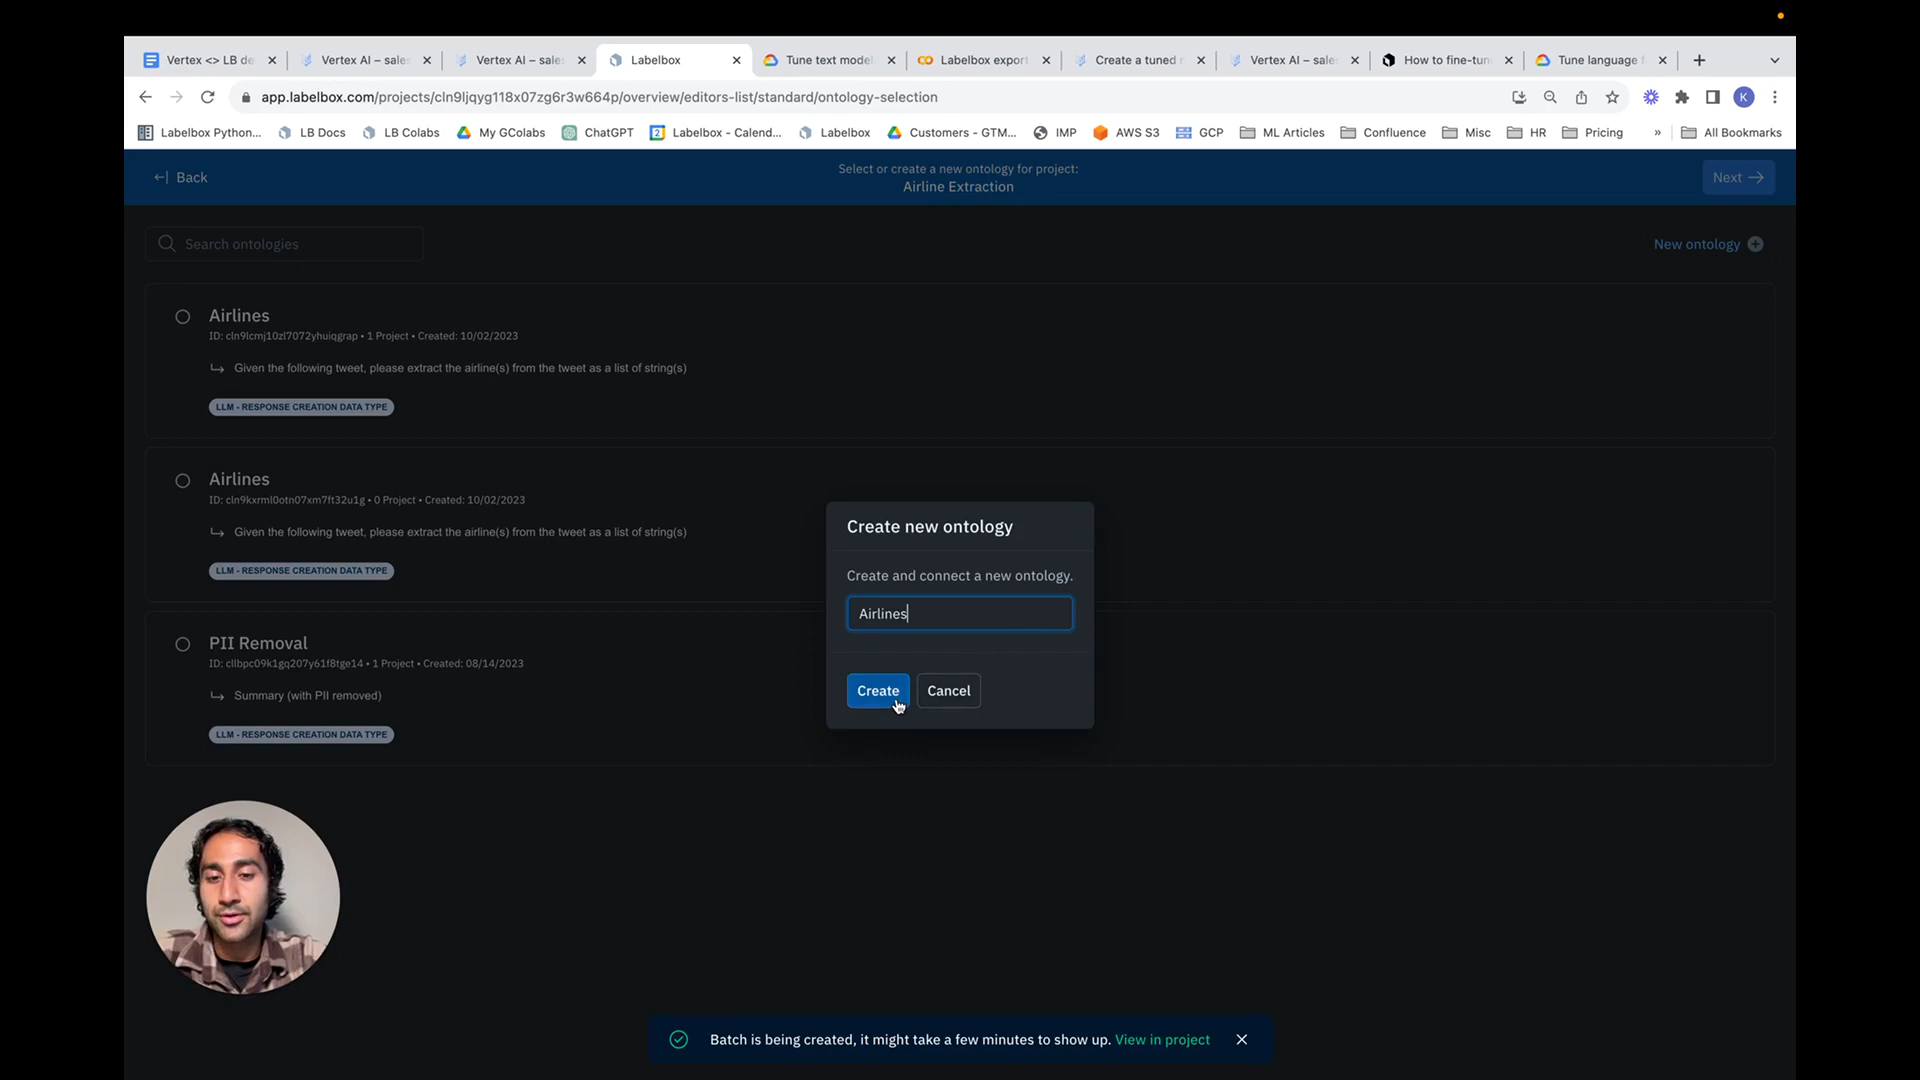 Vertex <> LB de
Vertex AI – sales
Vertex AI – sales
Labelbox
Tune text model
Labelbox export
Create a tuned m
Vertex AI – sales
How to fine-tun
Tune language f
app.labelbox.com/projects/cln9ljqyg118x07zg6r3w664p/overview/editors-list/standard/ontology-selection
K
Labelbox Python...
LB Docs
LB Colabs
My GColabs
ChatGPT
2
Labelbox - Calend...
Labelbox
Customers - GTM...
IMP
AWS S3
GCP
ML Articles
Confluence
Misc
HR
Pricing
»
All Bookmarks
Back
Select or create a new ontology for project:
Airline Extraction
Next
Search ontologies
New ontology
Airlines
ID: cln9lcmj10zl7072yhuiqgrap • 1 Project • Created: 10/02/2023
Given the following tweet, please extract the airline(s) from the tweet as a list of string(s)
LLM - RESPONSE CREATION DATA TYPE
Airlines
ID: cln9kxrml0otn07xm7ft32u1g • 0 Project • Created: 10/02/2023
Given the following tweet, please extract the airline(s) from the tweet as a list of string(s)
LLM - RESPONSE CREATION DATA TYPE
PII Removal
ID: cllbpc09k1gq207y61f8tge14 • 1 Project • Created: 08/14/2023
Summary (with PII removed)
LLM - RESPONSE CREATION DATA TYPE
Create new ontology
Create and connect a new ontology.
Airlines
Create
Cancel
Batch is being created, it might take a few minutes to show up. View in project